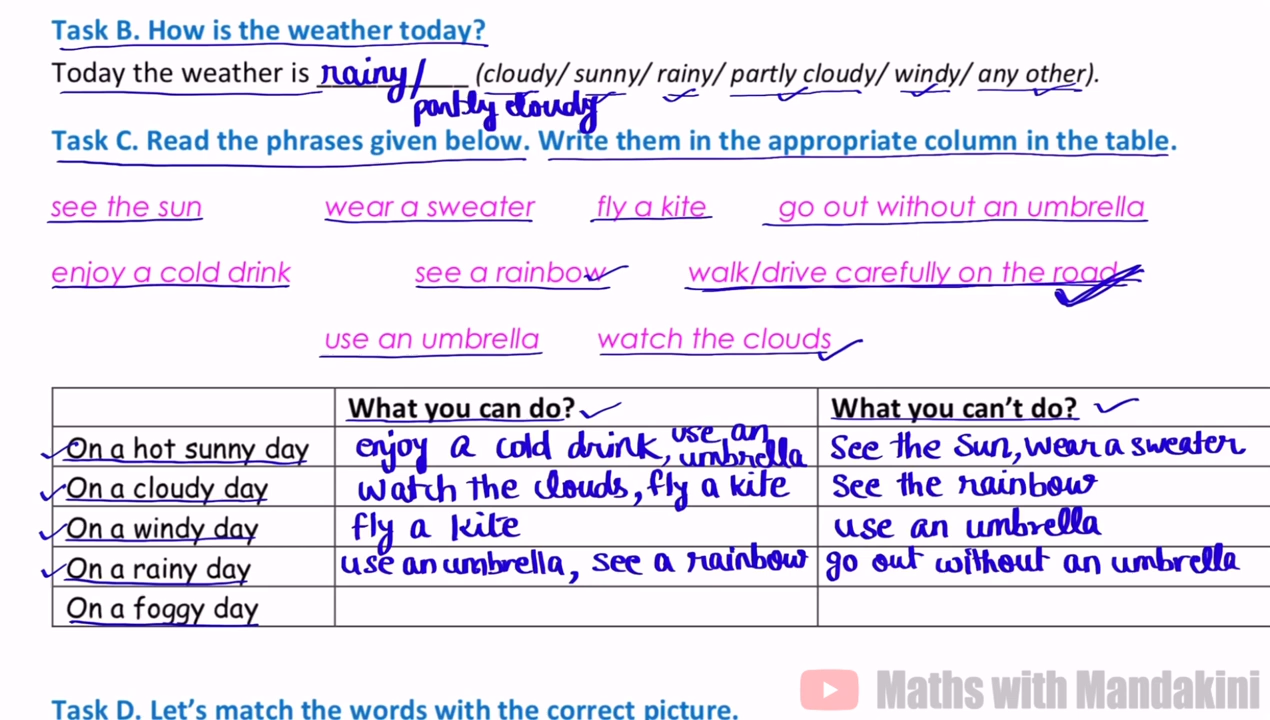 Task B. How is the weather today?
Today the weather is rainy/ (cloudy/ sunny/ rainy/ partly cloudy/ windy/ any other).
partly cloudy
Task C. Read the phrases given below. Write them in the appropriate column in the table.
see the sun wear a sweater fly a kite go out without an umbrella
enjoy a cold drink see a rainbow walk/drive carefully on the road
use an umbrella watch the clouds
What you can do? What you can't do?
On a hot sunny day enjoy a cold drink, use an umbrella See the Sun, wear a sweater
On a cloudy day watch the clouds, fly a kite See the rainbow
On a windy day fly a kite use an umbrella
On a rainy day use an umbrella, see a rainbow go out without an umbrella
On a foggy day
Task D. Let's match the words with the correct picture.
Maths with Mandakini